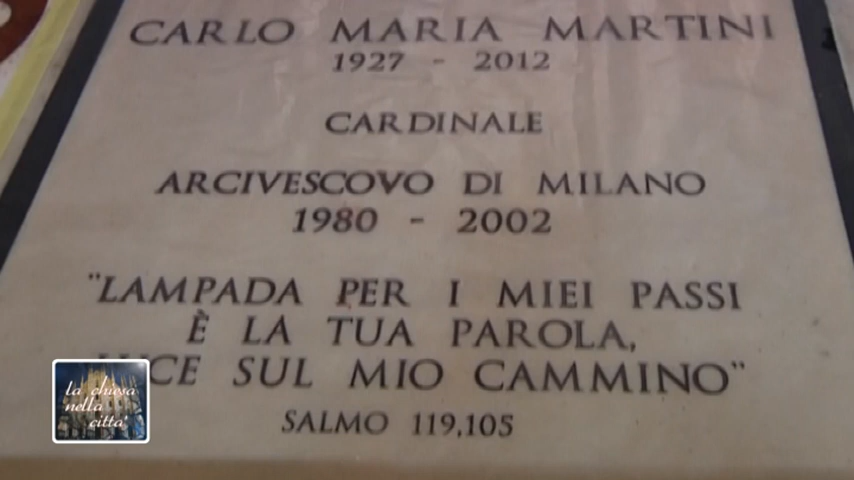 CARLO MARIA MARTINI
1927 - 2012
CARDINALE
ARCIVESCOVO DI MILANO
1980 - 2002
"LAMPADA PER I MIEI PASSI
È LA TUA PAROLA,
SUL MIO CAMMINO"
SALMO 119,105
la chiesa
nella
citta'